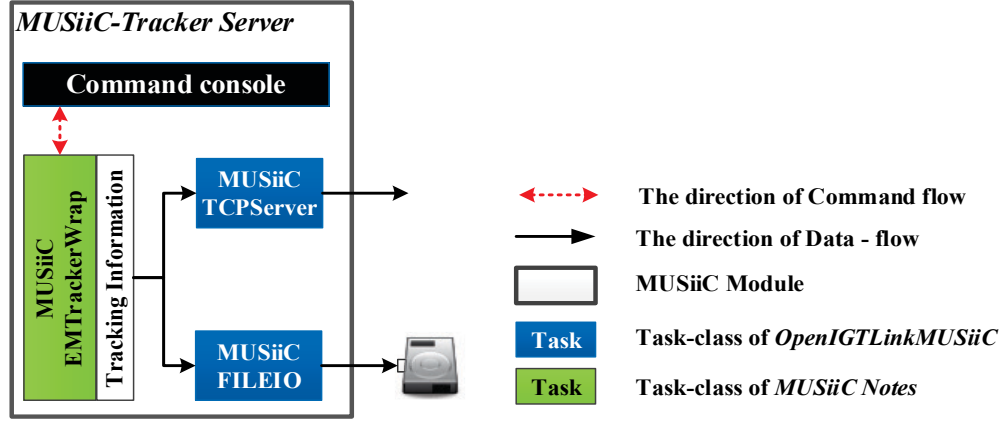 MUSiiC-Tracker Server
Command console
MUSiiC
EMTrackerWrap
Tracking Information
MUSiiC
TCPServer
MUSiiC
FILEIO
The direction of Command flow
The direction of Data - flow
MUSiiC Module
Task
Task-class of OpenIGTLinkMUSiiC
Task
Task-class of MUSiiC Notes